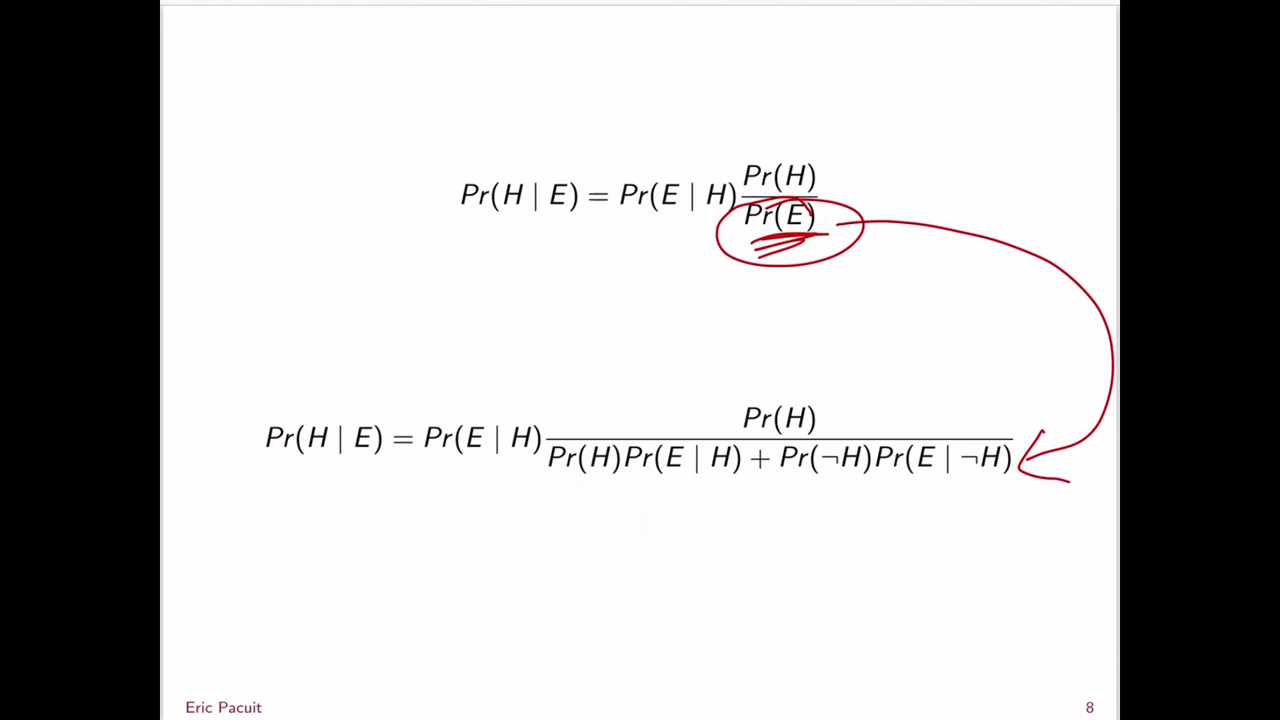 Pr(H | E) = Pr(E | H) Pr(H) / Pr(E)
Pr(H | E) = Pr(E | H) Pr(H) / Pr(H)Pr(E | H) + Pr(¬H)Pr(E | ¬H)
Eric Pacuit 8